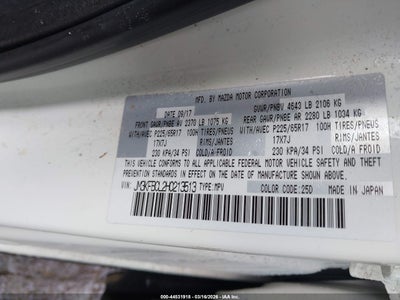 MFD. BY MAZDA MOTOR CORPORATION
DATE 09/17 GVWR/PNBV 4643 LB 2106 KG
FRONT GAWR/PNBE AV 2370 LB 1075 KG REAR GAWR/PNBE AR 2280 LB 1034 KG
WITH/AVEC P225/65R17 100H TIRES/PNEUS WITH/AVEC P225/65R17 100H TIRES/PNEUS
17X7J RIMS/JANTES 17X7J RIMS/JANTES
230 KPA/34 PSI COLD/A FROID 230 KPA/34 PSI COLD/A FROID
THIS VEHICLE CONFORMS TO ALL APPLICABLE FEDERAL MOTOR VEHICLE SAFETY
AND THEFT PREVENTION STANDARDS IN EFFECT ON THE DATE OF MANUFACTURE SHOWN ABOVE.
VIN: TYPE:MPV COLOR CODE:25D MADE IN JAPAN
000-44531918 - 03/16/2026 - IAA